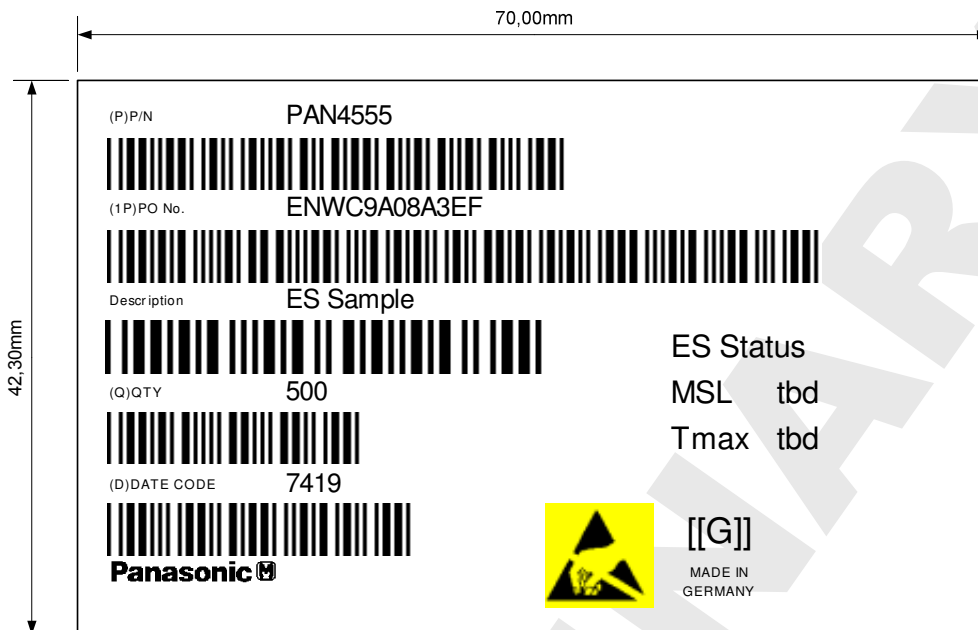 70,00mm
42,30mm
(P)P/N PAN4555
(1P)PO No. ENWC9A08A3EF
Description ES Sample
(Q)QTY 500
(D)DATE CODE 7419
Panasonic M
ES Status
MSL tbd
Tmax tbd
[[G]]
MADE IN
GERMANY